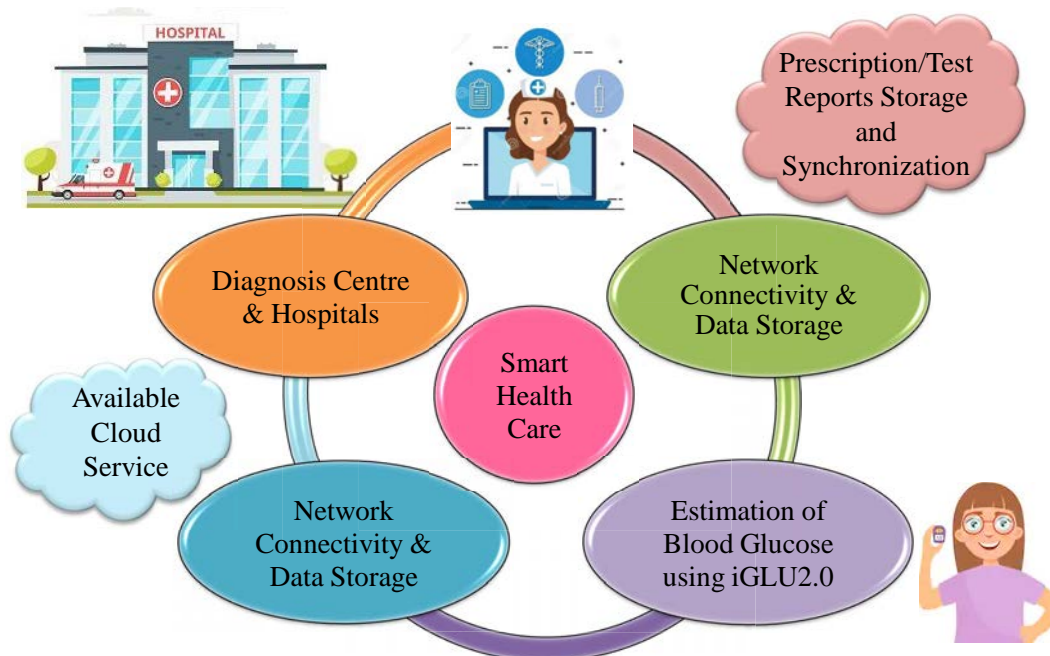 HOSPITAL
Prescription/Test
Reports Storage
and
Synchronization
Diagnosis Centre
& Hospitals
Network
Connectivity &
Data Storage
Smart
Health
Care
Available
Cloud
Service
Network
Connectivity &
Data Storage
Estimation of
Blood Glucose
using iGLU2.0